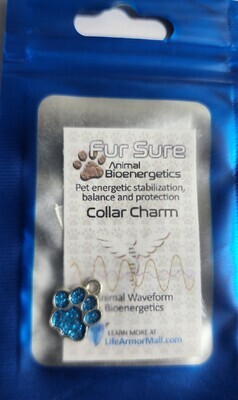 Fur Sure
Animal
Bioenergetics
Pet energetic stabilization,
balance and protection
Collar Charm
Animal Waveform
Bioenergetics
LEARN MORE AT
LifeArmorMall.com